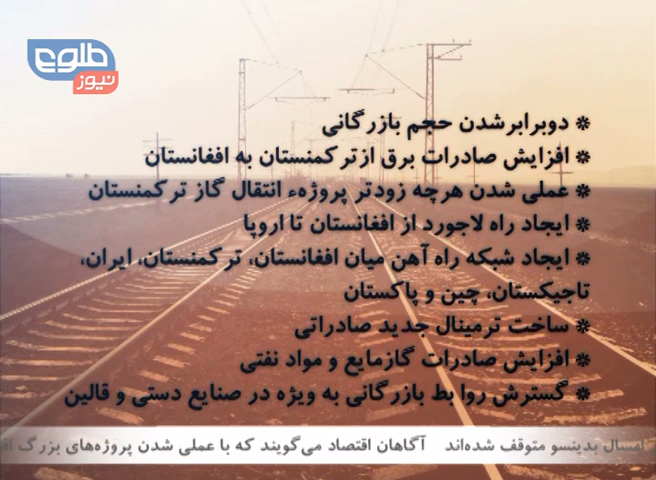 طلوع
نیوز
* دوبرابرشدن حجم بازرگانی
* افزایش صادرات برق ازترکمنستان به افغانستان
* عملی شدن هرچه زودتر پروژهء انتقال گاز ترکمنستان
* ایجاد راه لاجورد از افغانستان تا اروپا
* ایجاد شبکه راه آهن میان افغانستان، ترکمنستان، ایران،
تاجیکستان، چین و پاکستان
* ساخت ترمینال جدید صادراتی
* افزایش صادرات گازمایع و مواد نفتی
* گسترش روابط بازرگانی به ویژه در صنایع دستی و قالین
امسال بدینسو متوقف شده‌اند آگاهان اقتصاد می‌گویند که با عملی شدن پروژه‌های بزرگ